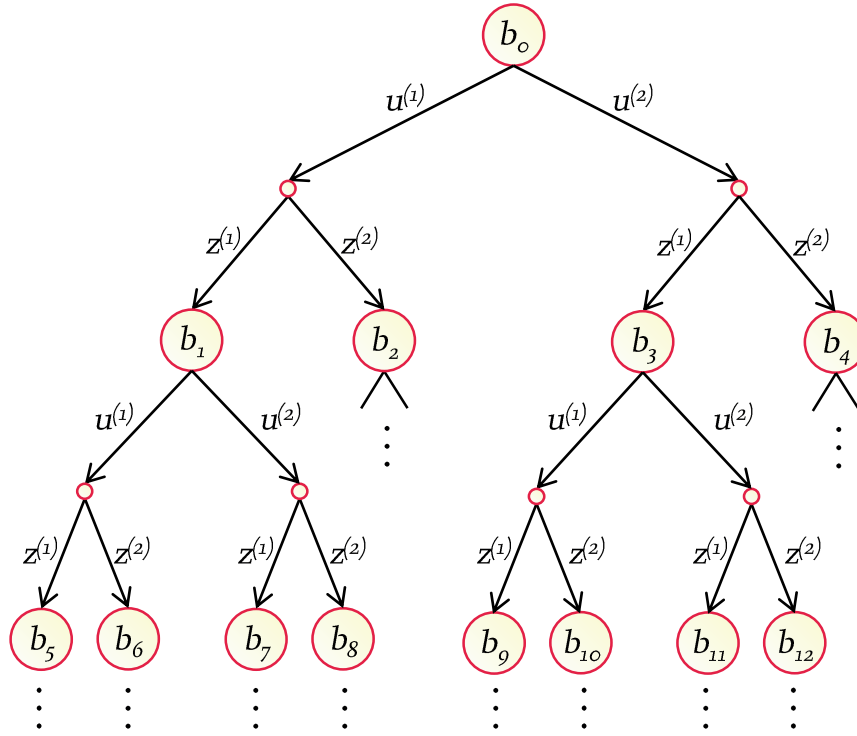 b₀
u⁽¹⁾ u⁽²⁾
z⁽¹⁾ z⁽²⁾ z⁽¹⁾ z⁽²⁾
b₁ b₂ b₃ b₄
u⁽¹⁾ u⁽²⁾ u⁽¹⁾ u⁽²⁾
z⁽¹⁾ z⁽²⁾ z⁽¹⁾ z⁽²⁾ z⁽¹⁾ z⁽²⁾ z⁽¹⁾ z⁽²⁾
b₅ b₆ b₇ b₈ b₉ b₁₀ b₁₁ b₁₂